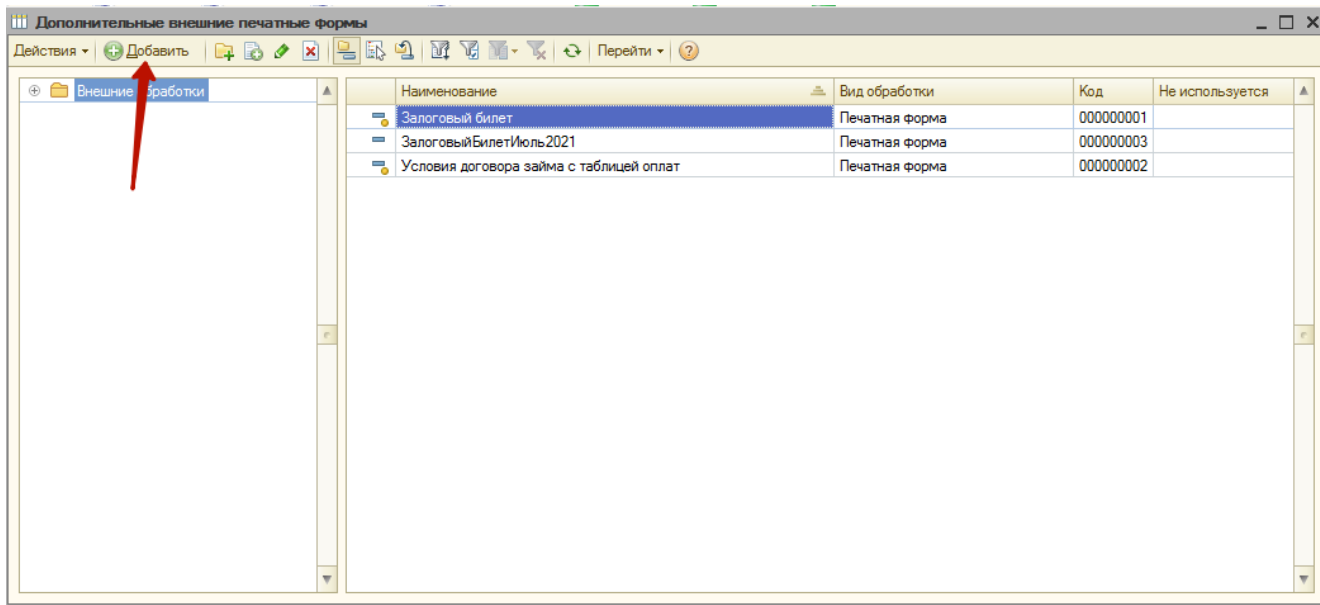 Дополнительные внешние печатные формы
Действия Добавить Перейти
Внешние обработки
Наименование Вид обработки Код Не используется
Залоговый билет Печатная форма 000000001
ЗалоговыйБилетИюль2021 Печатная форма 000000003
Условия договора займа с таблицей оплат Печатная форма 000000002